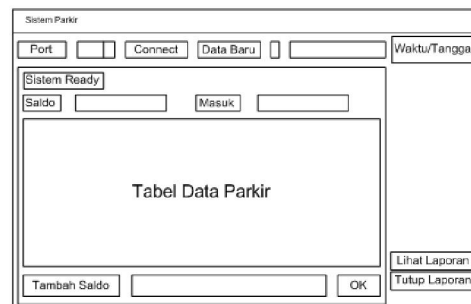 Sistem Parkir
Port Connect Data Baru Waktu/Tangga
Sistem Ready
Saldo Masuk
Tabel Data Parkir
Lihat Laporan
Tambah Saldo OK Tutup Laporan